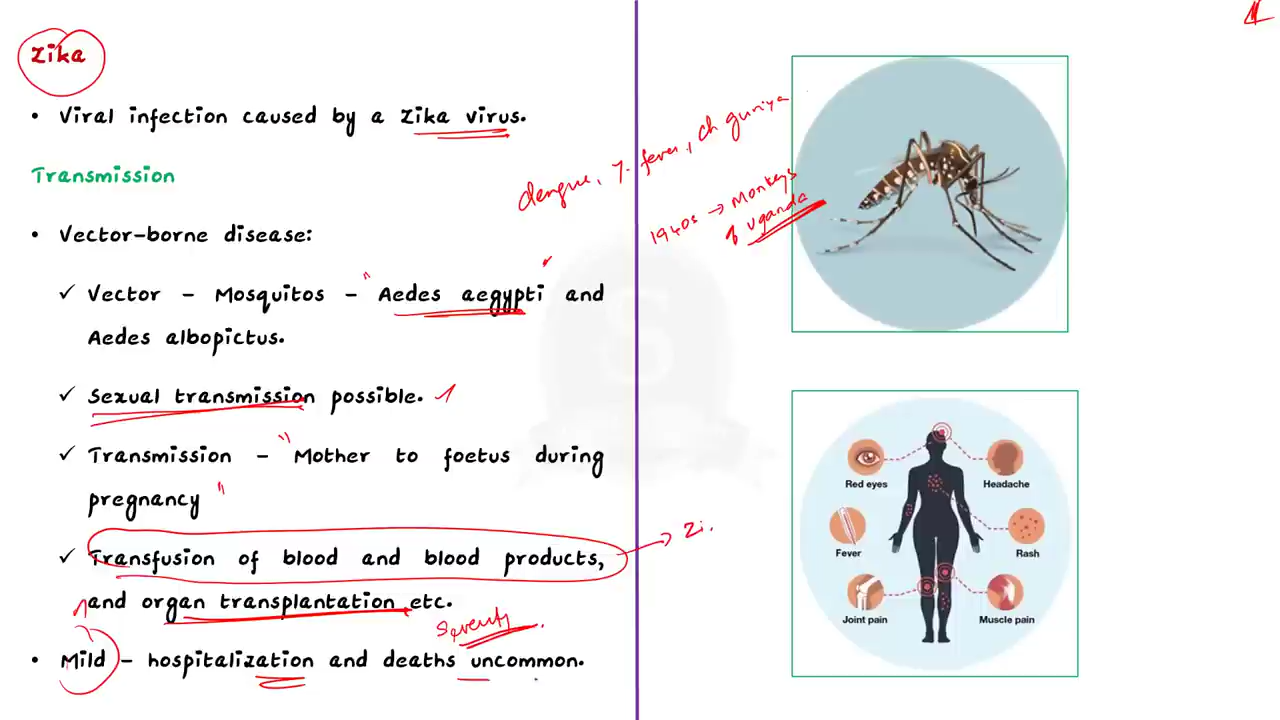 Zika
• Viral infection caused by a Zika virus.
Transmission
• Vector-borne disease:
✓ Vector - Mosquitos - "Aedes aegypti" and
Aedes albopictus.
✓ Sexual transmission possible.
✓ Transmission - "Mother to foetus during
pregnancy"
✓ Transfusion of blood and blood products,
and organ transplantation etc.
• Mild - hospitalization and deaths uncommon.
severity
→ Zi.
dengue, Y. fever, ch guniya
1940s → Monkeys
of Uganda
Red eyes
Headache
Fever
Rash
Joint pain
Muscle pain